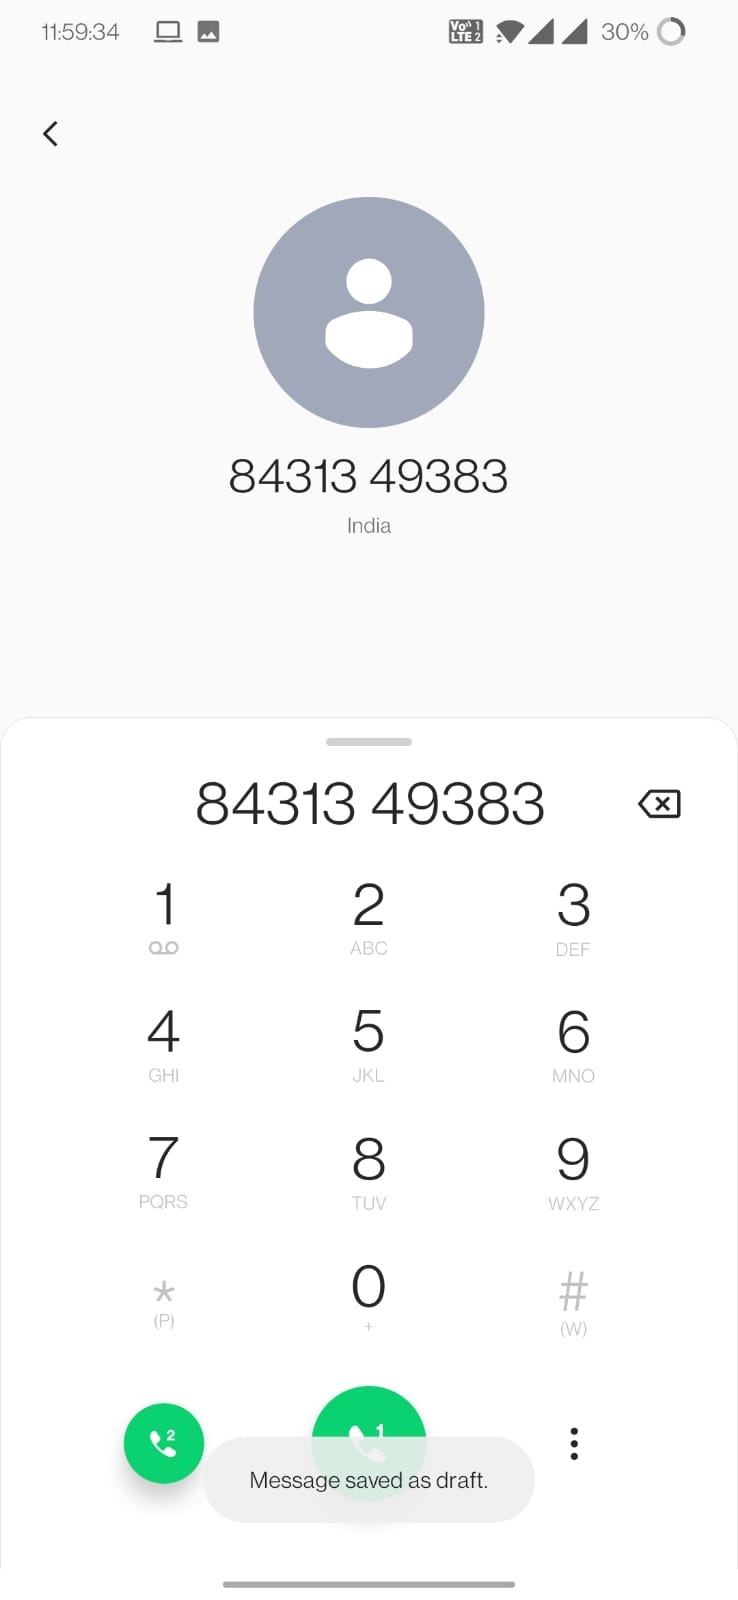 11:59:34
Vo 1
LTE 2
30%
84313 49383
India
84313 49383
1
2
ABC
3
DEF
4
GHI
5
JKL
6
MNO
7
PQRS
8
TUV
9
WXYZ
*
(P)
0
+
#
(W)
2
1
Message saved as draft.